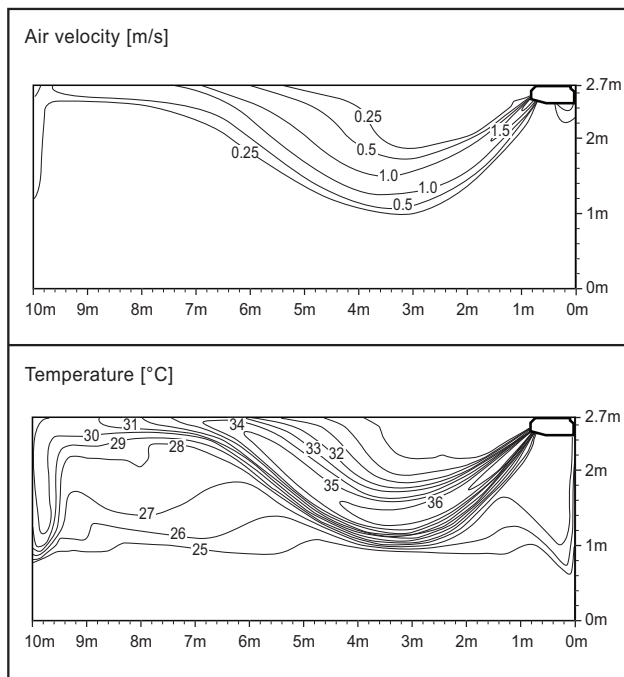 Air velocity [m/s]
2.7m
0.25
1.5
2m
0.5
0.25
1.0
1.0
1m
0.5
0m
10m 9m 8m 7m 6m 5m 4m 3m 2m 1m 0m
Temperature [°C]
2.7m
31 34
30
29 28 33
32
2m
35
36
27
26
25
1m
0m
10m 9m 8m 7m 6m 5m 4m 3m 2m 1m 0m